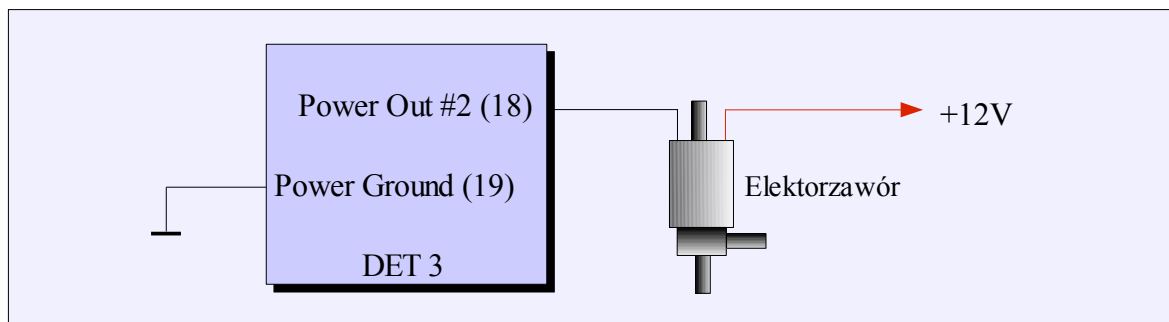 Power Out #2 (18)
+12V
Power Ground (19)
Elektorzawór
DET 3